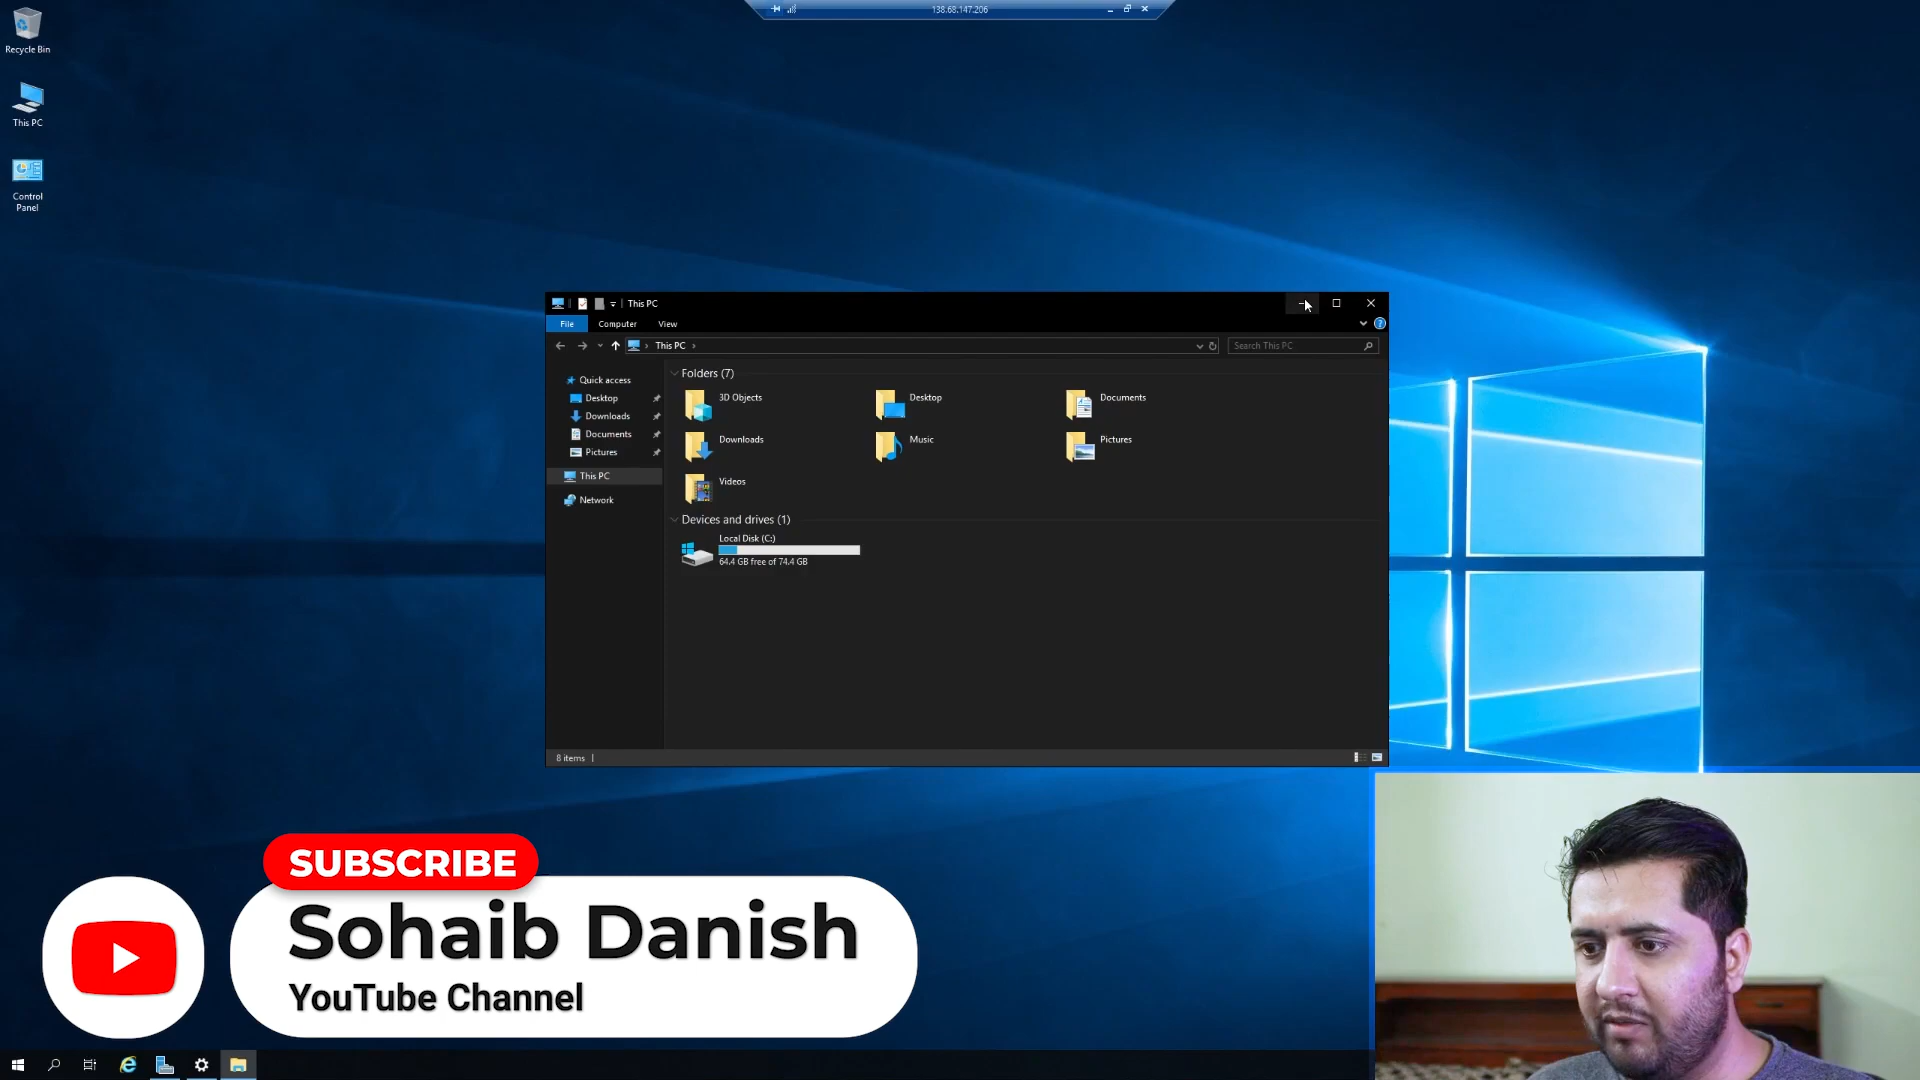 138.68.147.206
Recycle Bin
This PC
Control
Panel
This PC
File
Computer
View
This PC
Search This PC
Quick access
Desktop
Downloads
Documents
Pictures
This PC
Network
Folders (7)
3D Objects
Desktop
Documents
Downloads
Music
Pictures
Videos
Devices and drives (1)
Local Disk (C:)
64.4 GB free of 74.4 GB
8 items
SUBSCRIBE
Sohaib Danish
YouTube Channel